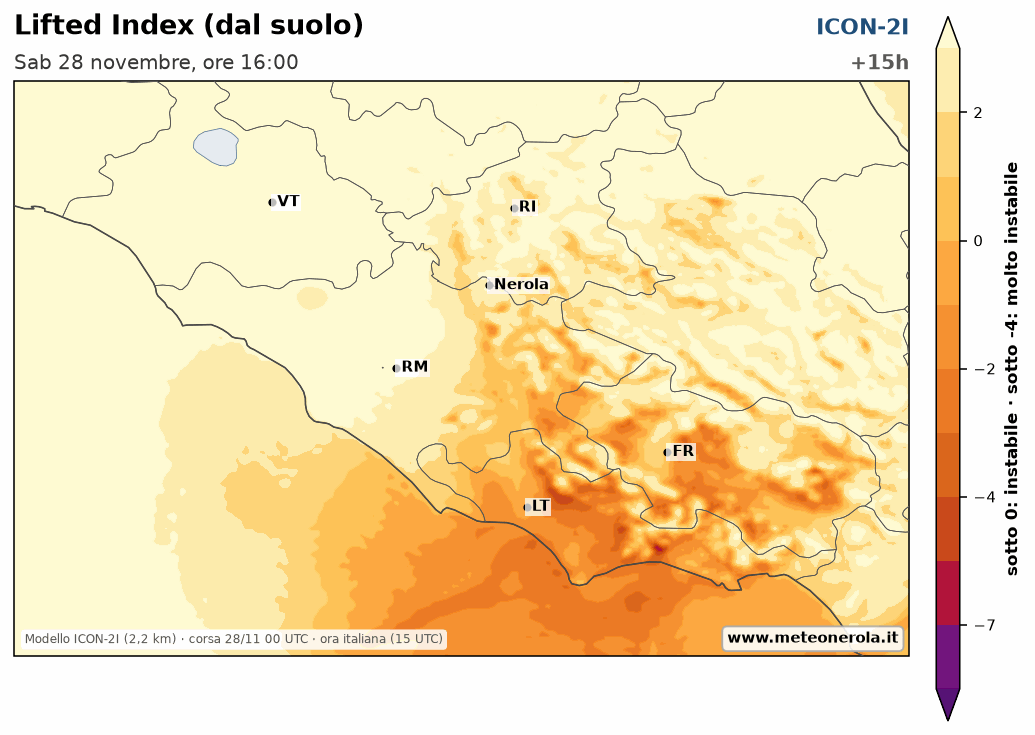 Lifted Index (dal suolo)
ICON-2I
Sab 28 novembre, ore 16:00
+15h
VT
RI
Nerola
RM
FR
LT
Modello ICON-2I (2,2 km) · corsa 28/11 00 UTC · ora italiana (15 UTC)
www.meteonerola.it
2
0
−2
−4
−7
sotto 0: instabile · sotto -4: molto instabile